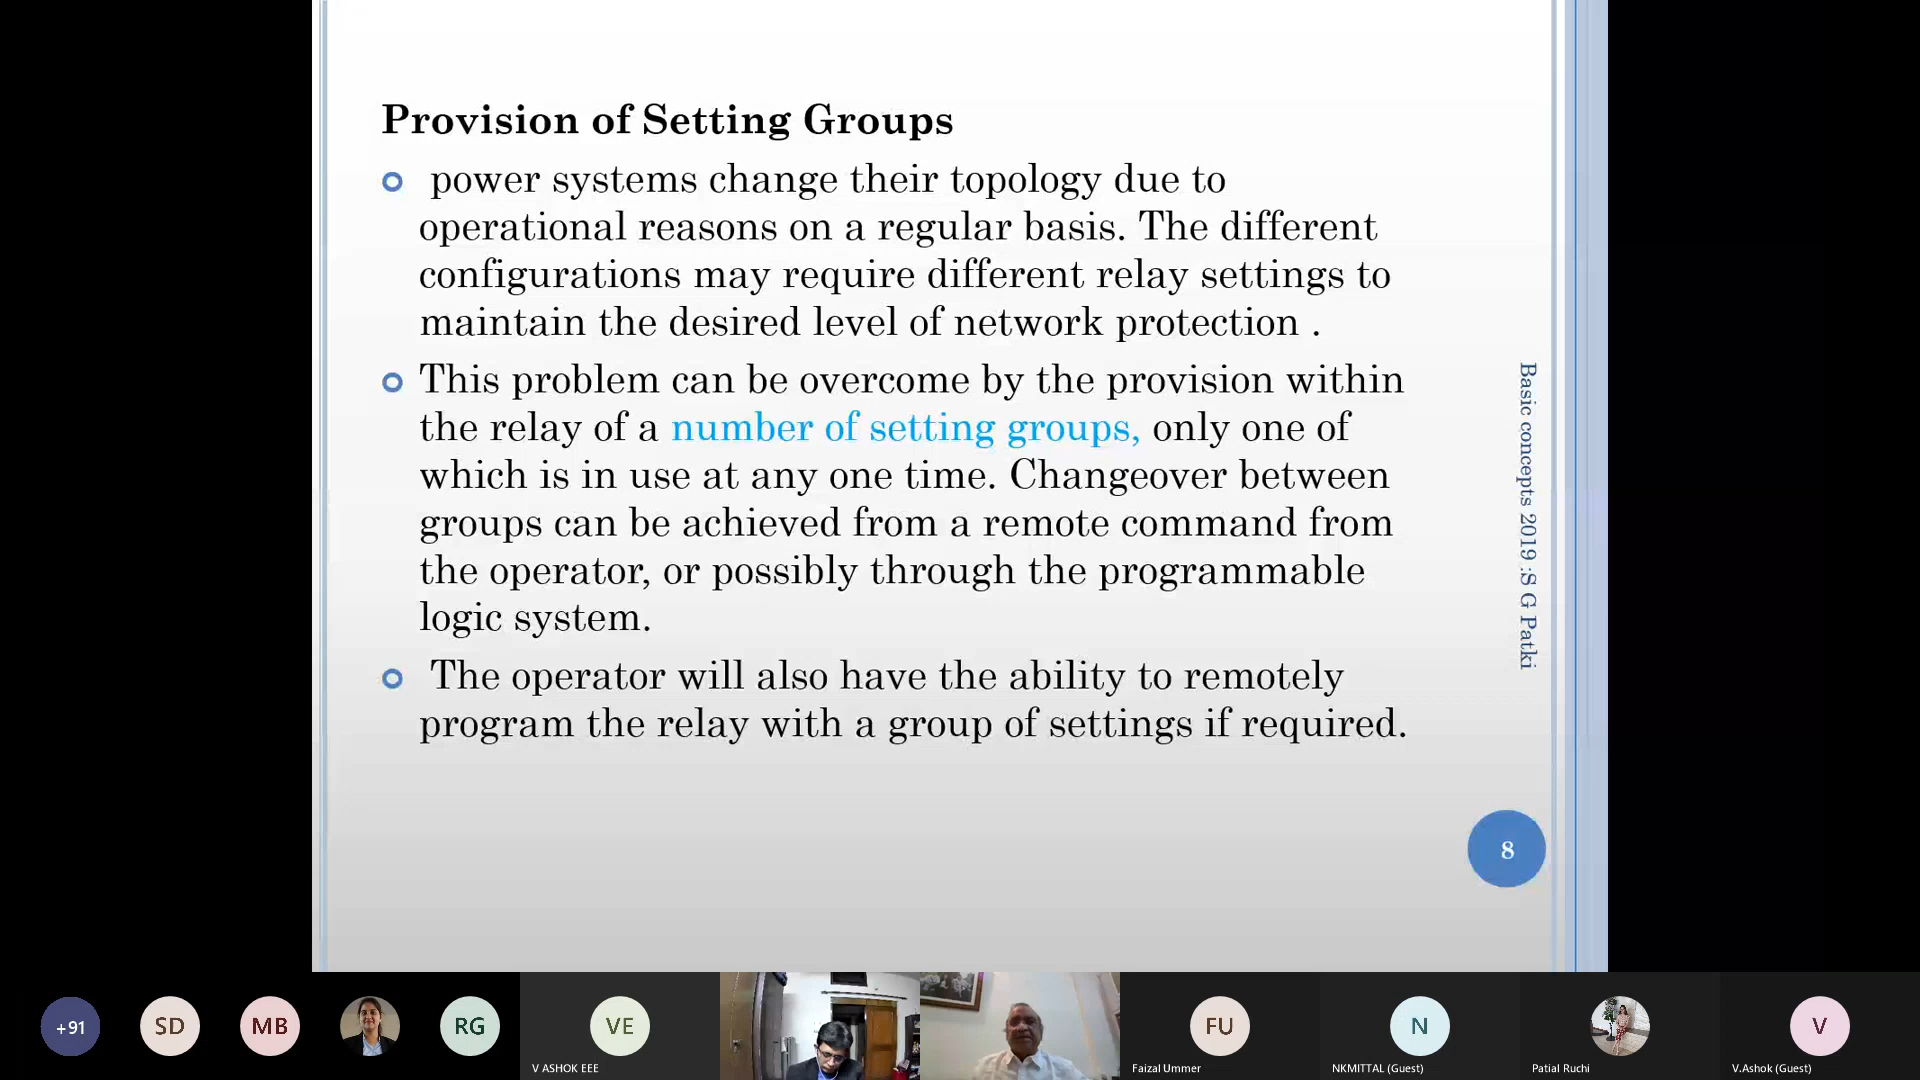 Provision of Setting Groups
power systems change their topology due to
operational reasons on a regular basis. The different
configurations may require different relay settings to
maintain the desired level of network protection .
This problem can be overcome by the provision within
the relay of a number of setting groups, only one of
which is in use at any one time. Changeover between
groups can be achieved from a remote command from
the operator, or possibly through the programmable
logic system.
The operator will also have the ability to remotely
program the relay with a group of settings if required.
Basic concepts 2019 :S G Patki
8
+91
SD
MB
RG
VE
V ASHOK EEE
FU
Faizal Ummer
N
NKMITTAL (Guest)
Patial Ruchi
V
V.Ashok (Guest)